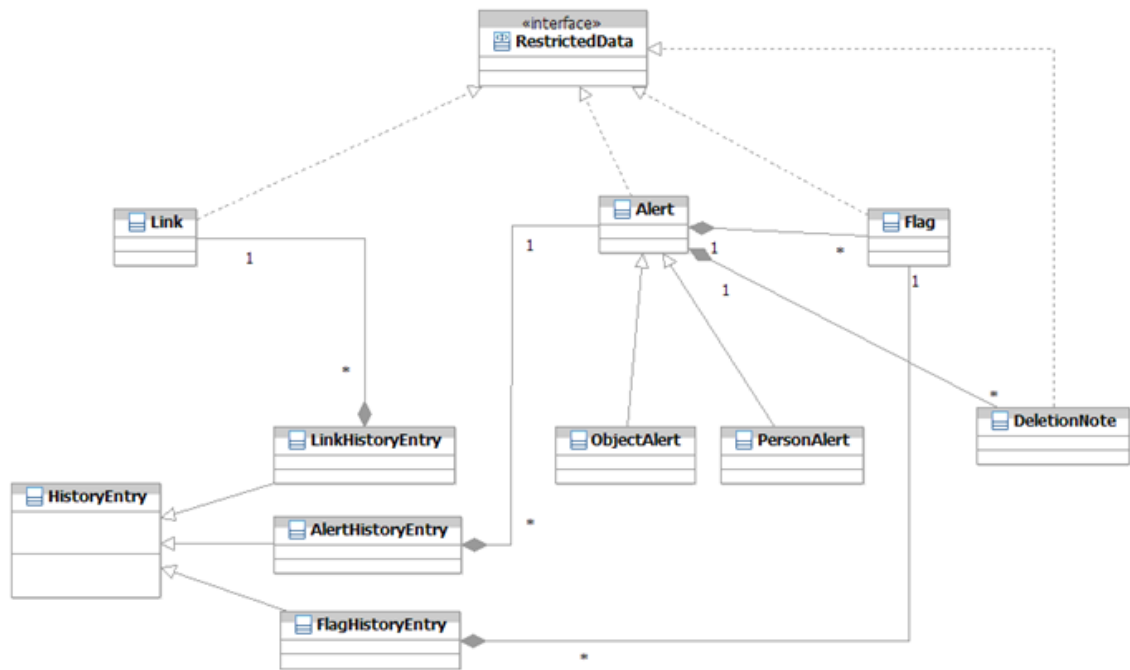 «interface»
RestrictedData
Link
Alert
Flag
1
1
1
*
1
1
*
*
LinkHistoryEntry
ObjectAlert
PersonAlert
DeletionNote
HistoryEntry
AlertHistoryEntry
*
FlagHistoryEntry
*